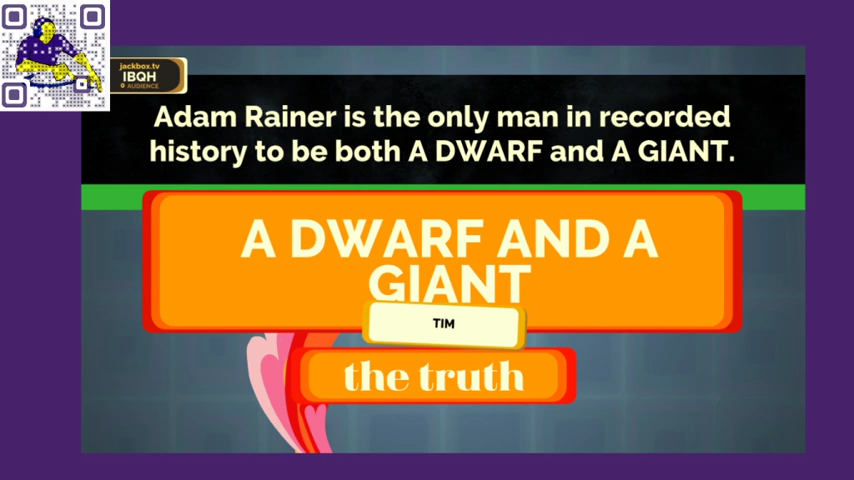 jackbox.tv
IBQH
0 AUDIENCE
Adam Rainer is the only man in recorded
history to be both A DWARF and A GIANT.
A DWARF AND A
GIANT
TIM
the truth